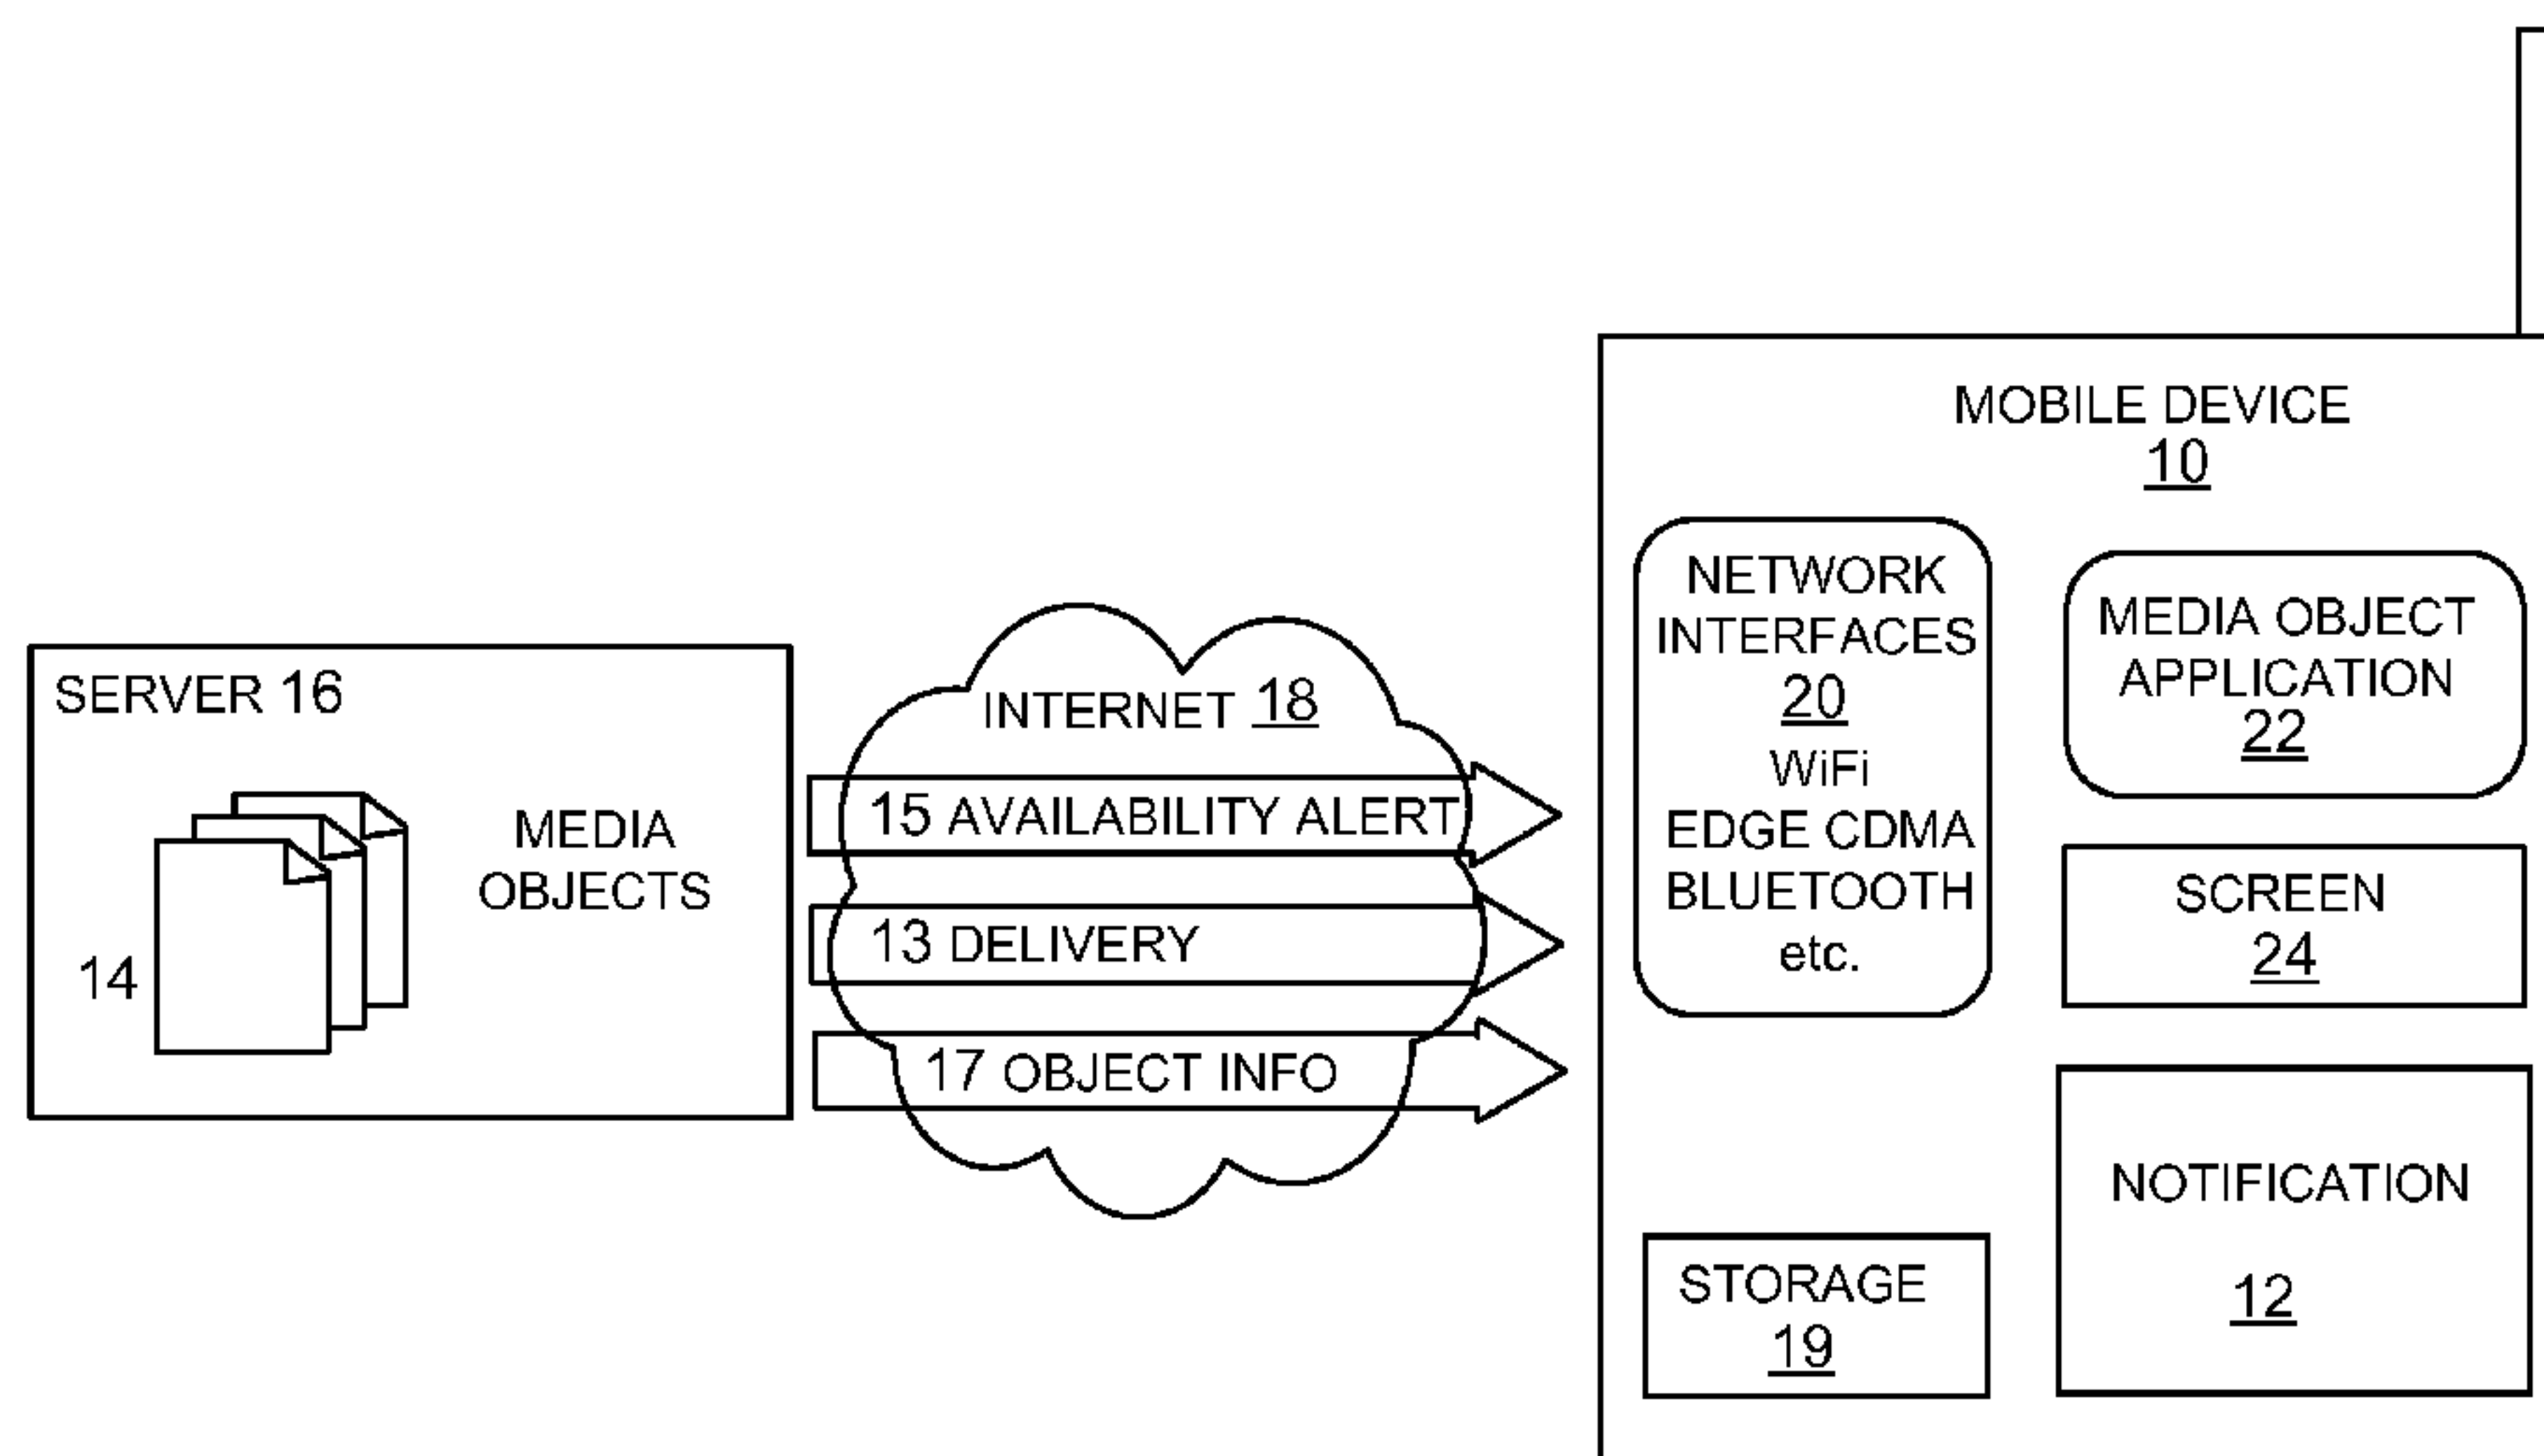 SERVER 16
MEDIA
OBJECTS
14
INTERNET 18
15 AVAILABILITY ALERT
13 DELIVERY
17 OBJECT INFO
MOBILE DEVICE
10
NETWORK
INTERFACES
20
WiFi
EDGE CDMA
BLUETOOTH
etc.
MEDIA OBJECT
APPLICATION
22
SCREEN
24
STORAGE
19
NOTIFICATION
12